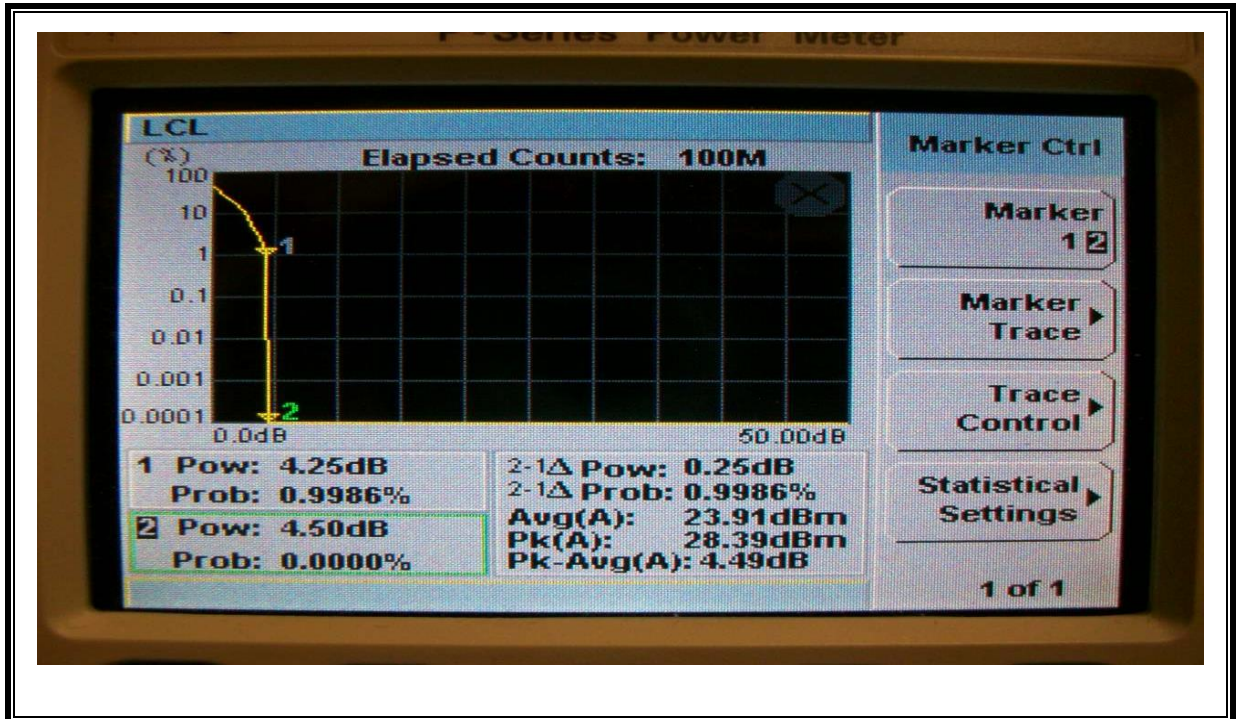 P-Series Power Meter
LCL
(%)
Elapsed Counts: 100M
100
10
1
0.1
0.01
0.001
0.0001
1
2
0.0dB
50.00dB
1 Pow: 4.25dB
Prob: 0.9986%
2 Pow: 4.50dB
Prob: 0.0000%
2-1Δ Pow: 0.25dB
2-1Δ Prob: 0.9986%
Avg(A): 23.91dBm
Pk(A): 28.39dBm
Pk-Avg(A): 4.49dB
Marker Ctrl
Marker
1 2
Marker
Trace
Trace
Control
Statistical
Settings
1 of 1